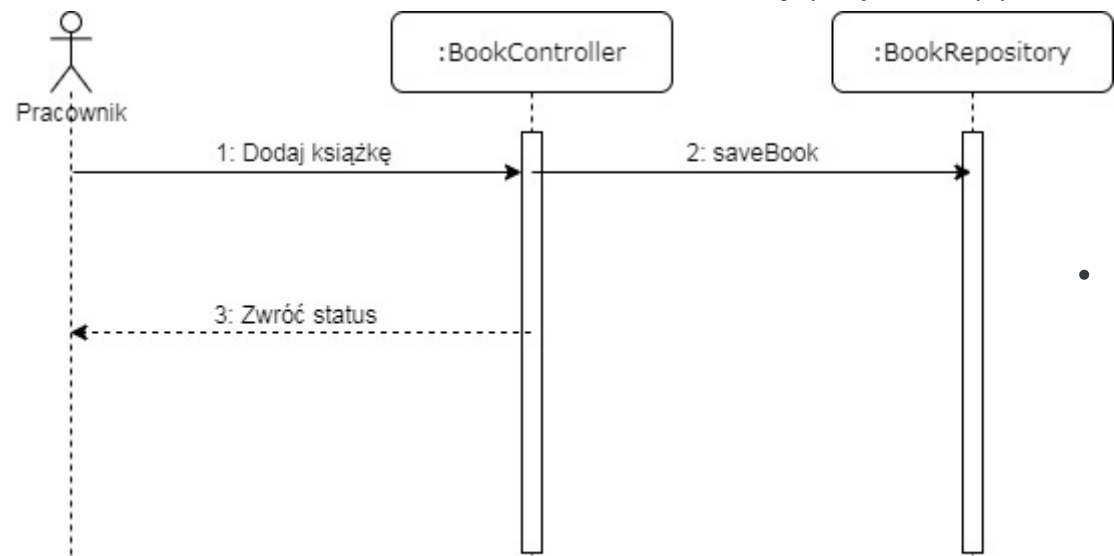 :BookController
:BookRepository
Pracownik
1: Dodaj książkę
2: saveBook
3: Zwróć status